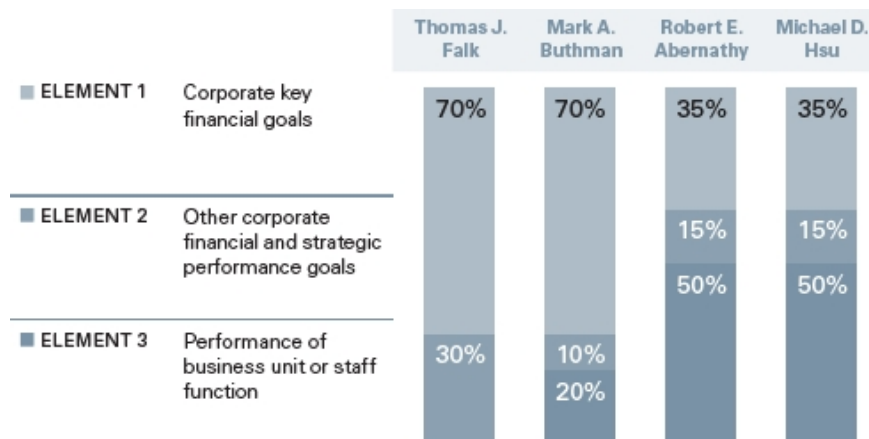 Thomas J. Falk
Mark A. Buthman
Robert E. Abernathy
Michael D. Hsu
ELEMENT 1
Corporate key
financial goals
70%
70%
35%
35%
ELEMENT 2
Other corporate
financial and strategic
performance goals
15%
15%
50%
50%
ELEMENT 3
Performance of
business unit or staff
function
30%
10%
20%